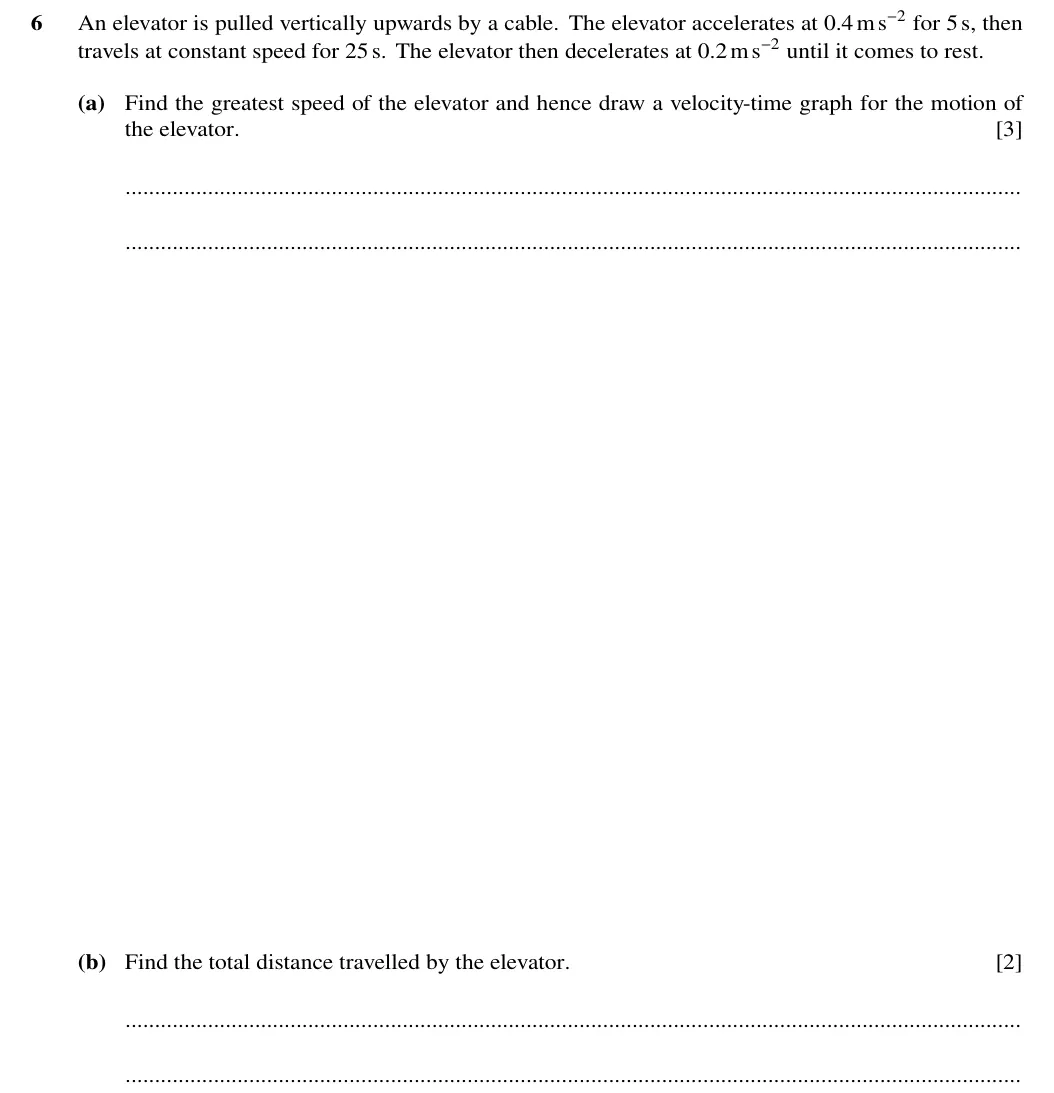 6 An elevator is pulled vertically upwards by a cable. The elevator accelerates at 0.4 m s⁻² for 5 s, then
travels at constant speed for 25 s. The elevator then decelerates at 0.2 m s⁻² until it comes to rest.
(a) Find the greatest speed of the elevator and hence draw a velocity-time graph for the motion of
the elevator. [3]
(b) Find the total distance travelled by the elevator. [2]